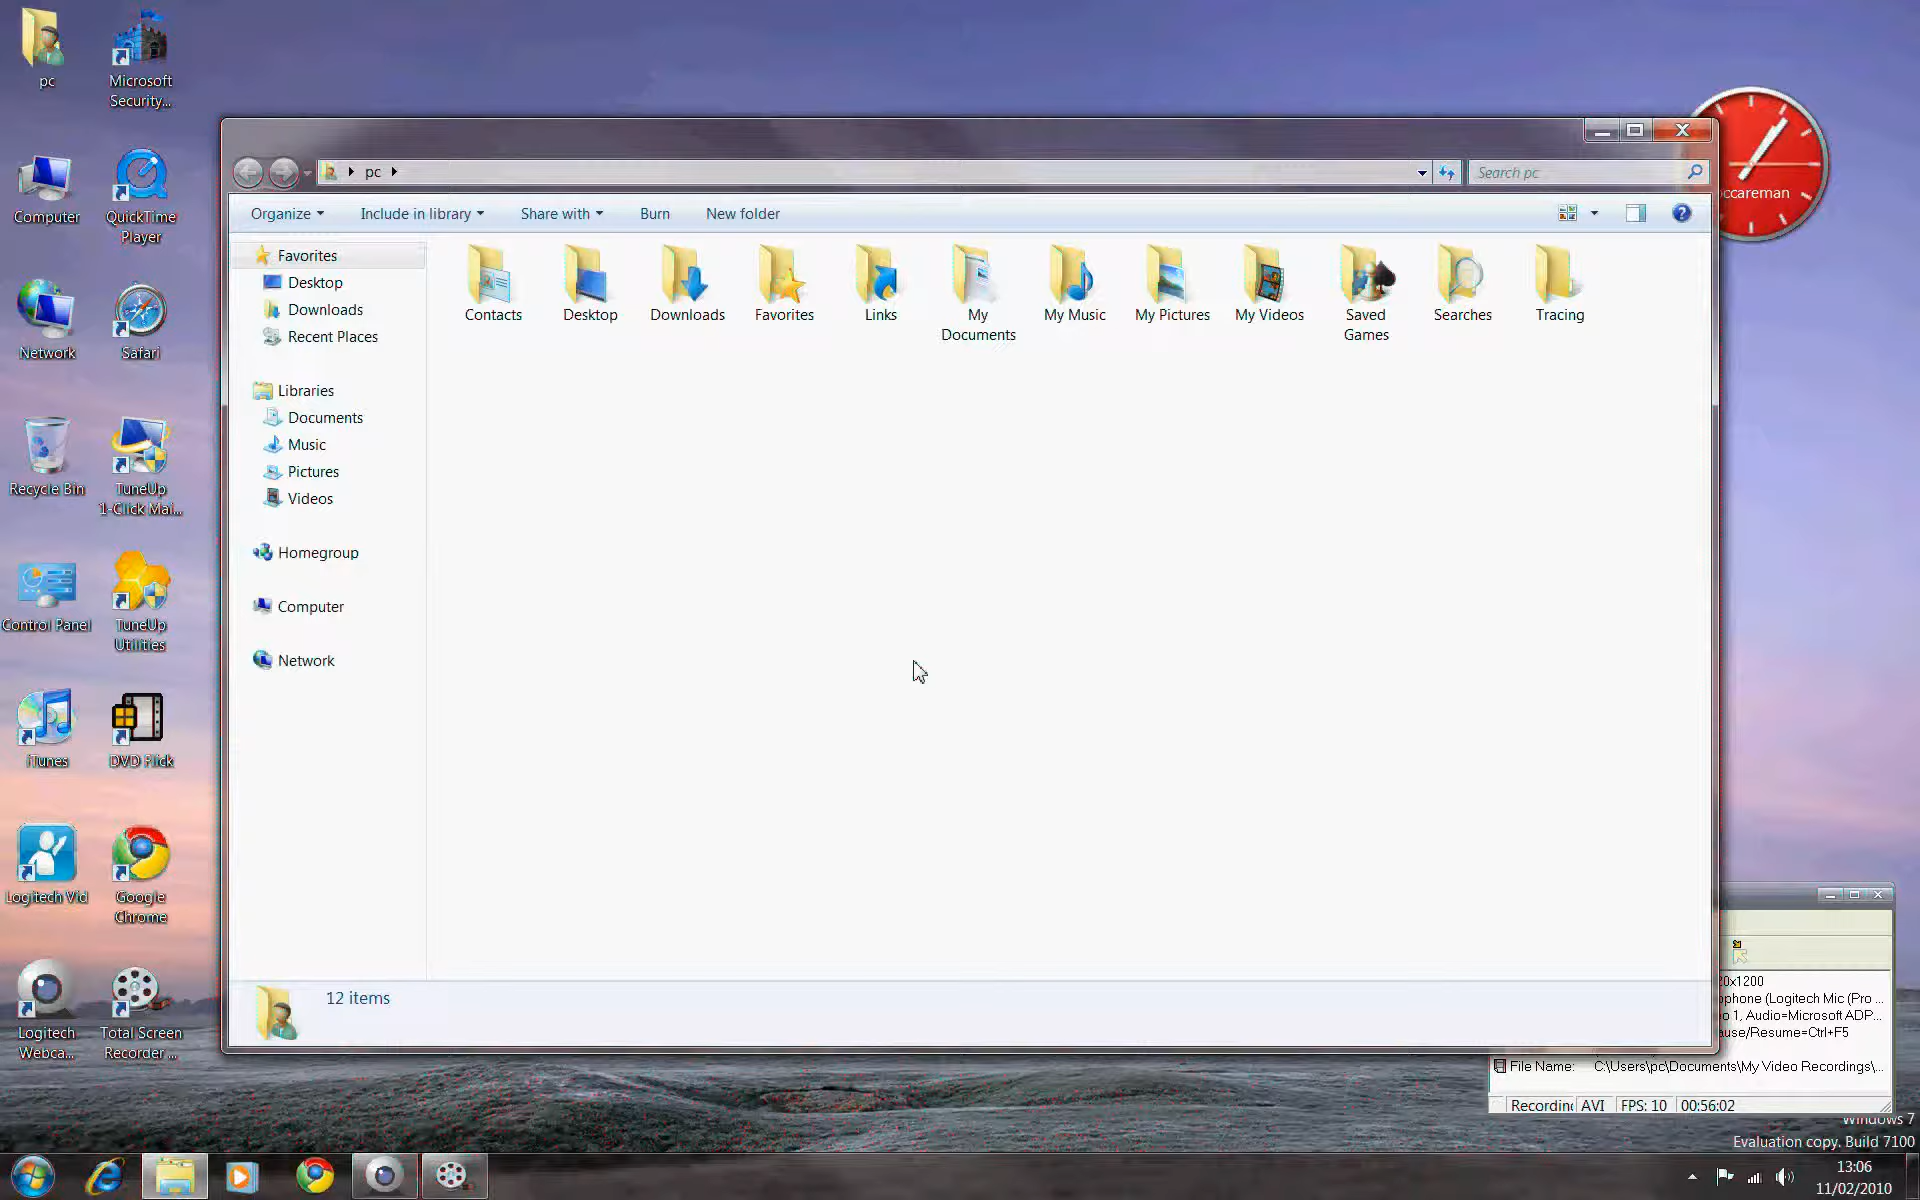 pc
Microsoft
Security...
Computer
QuickTime
Player
Network
Safari
Recycle Bin
TuneUp
1-Click Mai...
Control Panel
TuneUp
Utilities
iTunes
DVD Flick
Logitech Vid
Google
Chrome
Logitech
Webca...
Total Screen
Recorder ...
pc
Search pc
Organize
Include in library
Share with
Burn
New folder
Favorites
Desktop
Downloads
Recent Places
Libraries
Documents
Music
Pictures
Videos
Homegroup
Computer
Network
Contacts
Desktop
Downloads
Favorites
Links
My
Documents
My Music
My Pictures
My Videos
Saved
Games
Searches
Tracing
12 items
ccareman
0x1200
ophone (Logitech Mic (Pro ...
o 1, Audio=Microsoft ADP...
ause/Resume=Ctrl+F5
File Name: C:\Users\pc\Documents\My Video Recordings\...
Recording AVI FPS: 10 00:56:02
Windows 7
Evaluation copy. Build 7100
13:06
11/02/2010